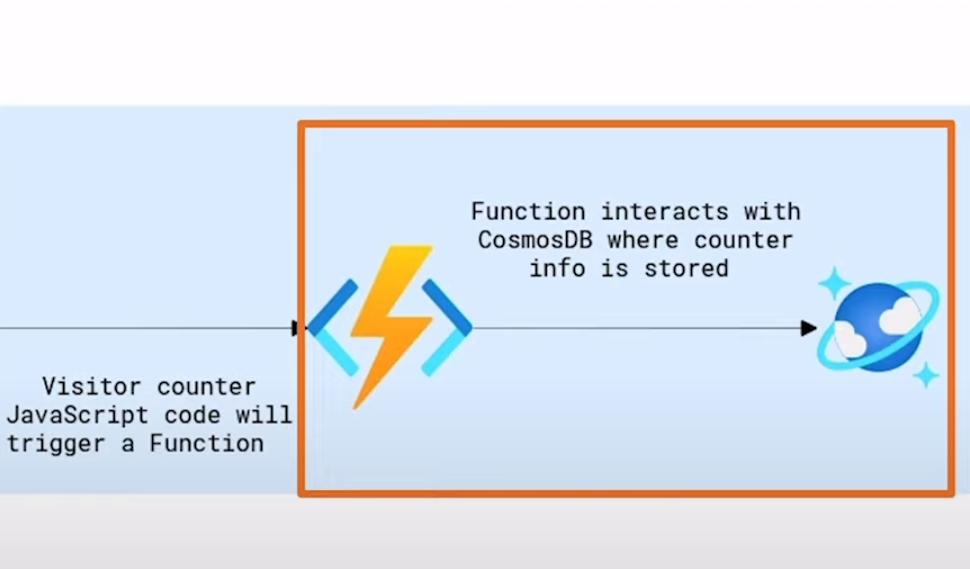 Function interacts with
CosmosDB where counter
info is stored
Visitor counter
JavaScript code will
trigger a Function